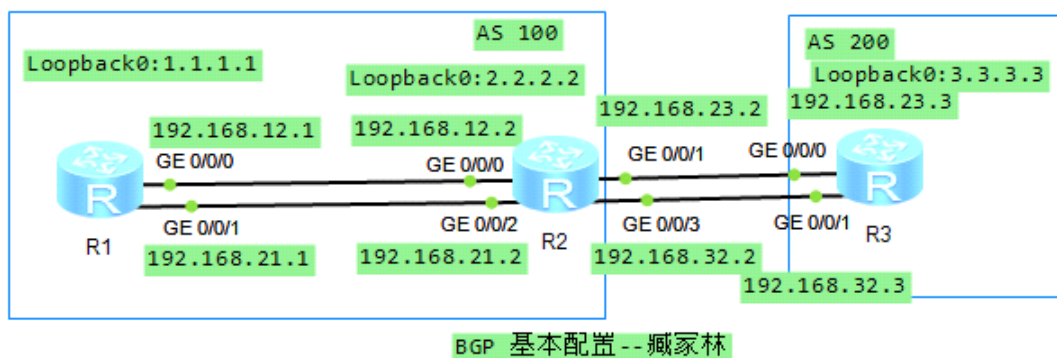 AS 100
AS 200
Loopback0:1.1.1.1
Loopback0:2.2.2.2
Loopback0:3.3.3.3
192.168.12.1
192.168.12.2
192.168.23.2
192.168.23.3
GE 0/0/0
GE 0/0/0
GE 0/0/1
GE 0/0/0
R
R
R
GE 0/0/1
GE 0/0/2
GE 0/0/3
GE 0/0/1
R1
R2
R3
192.168.21.1
192.168.21.2
192.168.32.2
192.168.32.3
BGP 基本配置--臧冢林